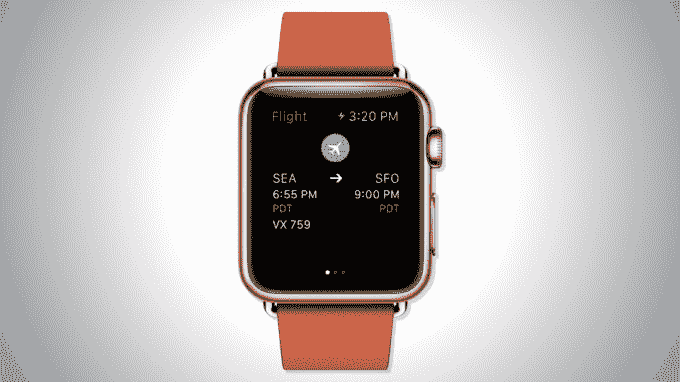 Flight 3:20 PM
SEA → SFO
6:55 PM 9:00 PM
PDT PDT
VX 759